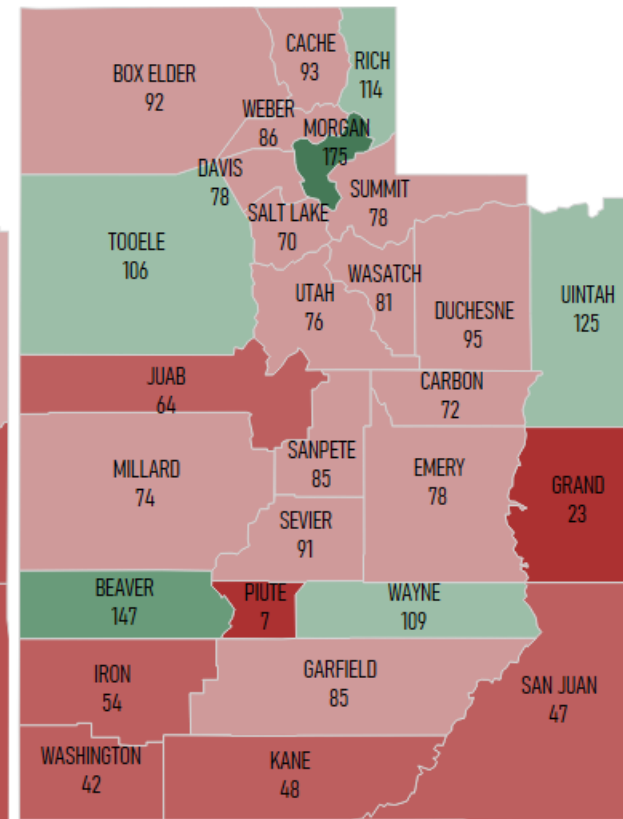 CACHE
93
RICH
114
BOX ELDER
92
WEBER
86
MORGAN
175
DAVIS
78
SUMMIT
78
SALT LAKE
70
TOOELE
106
WASATCH
81
UTAH
76
DUCHESNE
95
UINTAH
125
JUAB
64
CARBON
72
SANPETE
85
MILLARD
74
EMERY
78
GRAND
23
SEVIER
91
BEAVER
147
PIUTE
7
WAYNE
109
IRON
54
GARFIELD
85
SAN JUAN
47
WASHINGTON
42
KANE
48